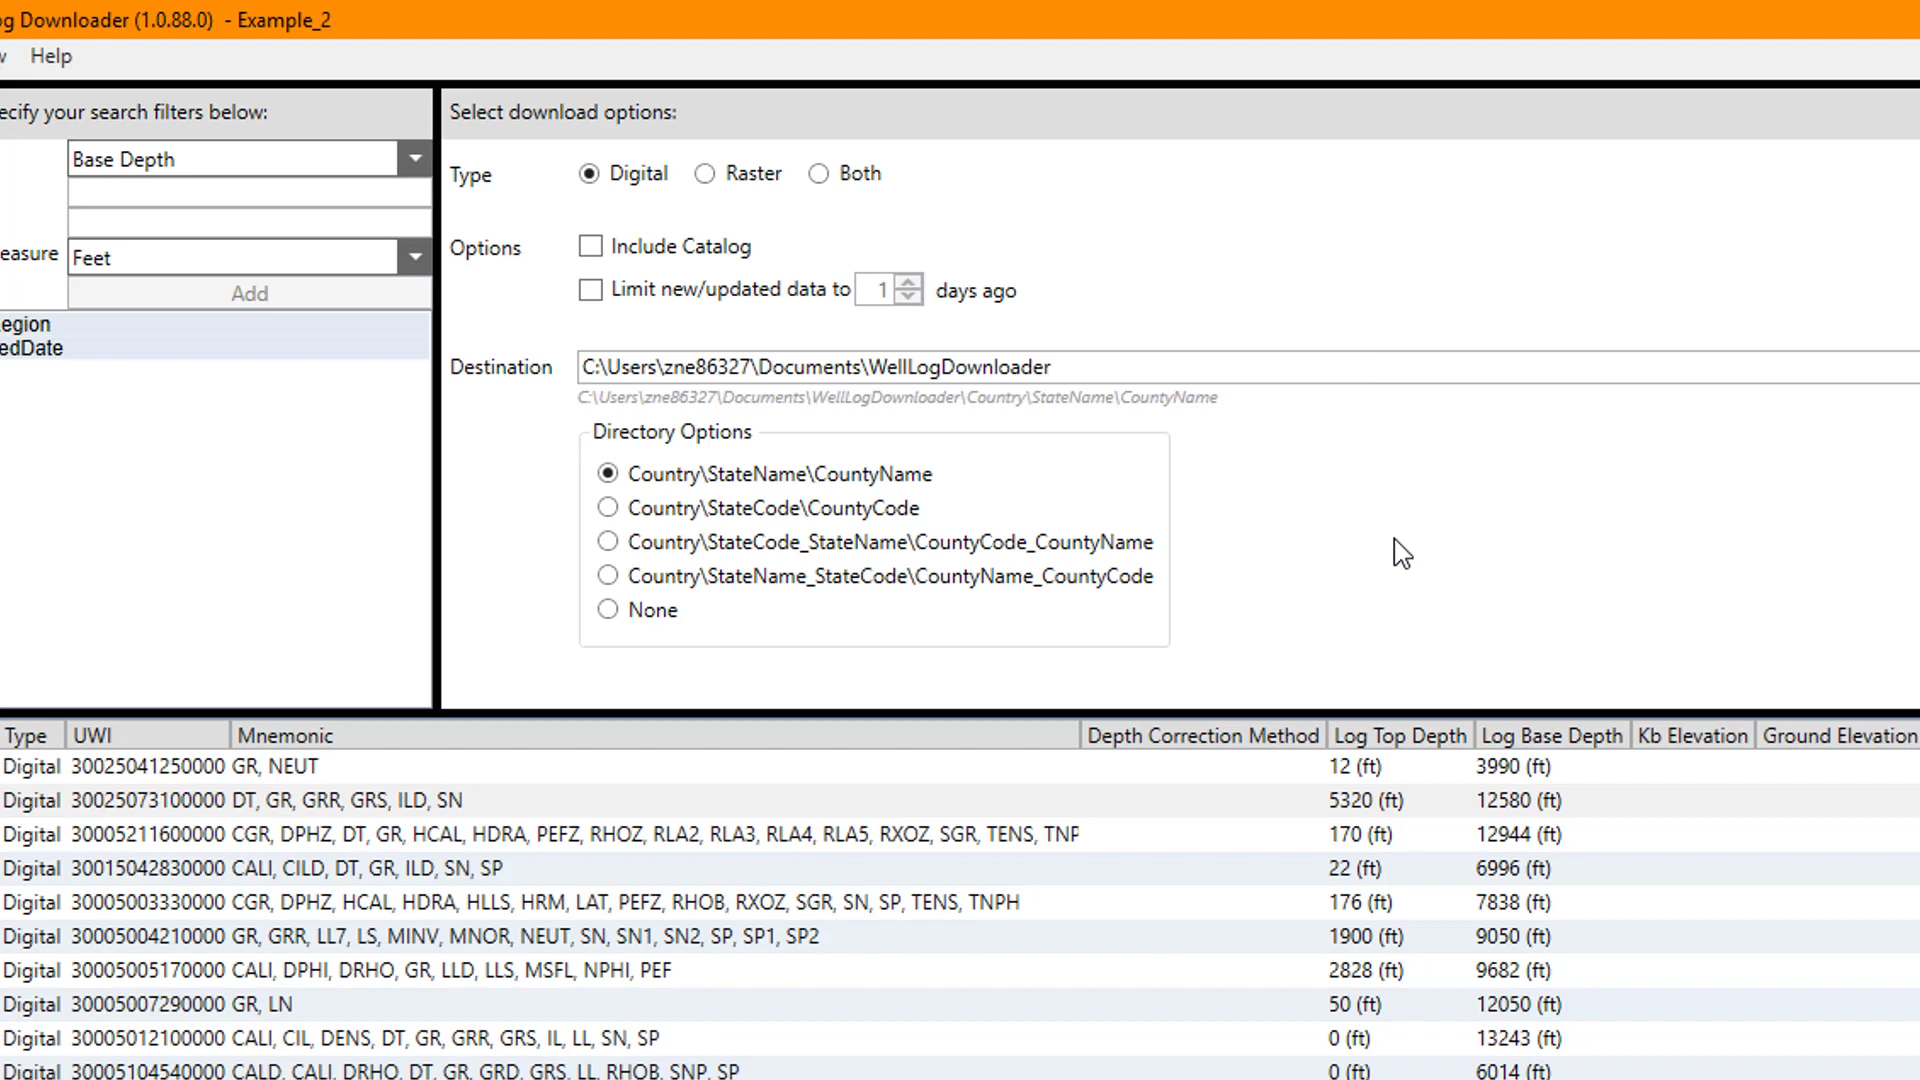 og Downloader (1.0.88.0) - Example_2
w Help
ecify your search filters below:
Base Depth
easure Feet
Add
egion
edDate
Select download options:
Type Digital Raster Both
Options Include Catalog
Limit new/updated data to 1 days ago
Destination C:\Users\zne86327\Documents\WellLogDownloader
C:\Users\zne86327\Documents\WellLogDownloader\Country\StateName\CountyName
Directory Options
Country\StateName\CountyName
Country\StateCode\CountyCode
Country\StateCode_StateName\CountyCode_CountyName
Country\StateName_StateCode\CountyName_CountyCode
None
Type UWI Mnemonic Depth Correction Method Log Top Depth Log Base Depth Kb Elevation Ground Elevation
Digital 30025041250000 GR, NEUT 12 (ft) 3990 (ft)
Digital 30025073100000 DT, GR, GRR, GRS, ILD, SN 5320 (ft) 12580 (ft)
Digital 30005211600000 CGR, DPHZ, DT, GR, HCAL, HDRA, PEFZ, RHOZ, RLA2, RLA3, RLA4, RLA5, RXOZ, SGR, TENS, TNP 170 (ft) 12944 (ft)
Digital 30015042830000 CALI, CILD, DT, GR, ILD, SN, SP 22 (ft) 6996 (ft)
Digital 30005003330000 CGR, DPHZ, HCAL, HDRA, HLLS, HRM, LAT, PEFZ, RHOB, RXOZ, SGR, SN, SP, TENS, TNPH 176 (ft) 7838 (ft)
Digital 30005004210000 GR, GRR, LL7, LS, MINV, MNOR, NEUT, SN, SN1, SN2, SP, SP1, SP2 1900 (ft) 9050 (ft)
Digital 30005005170000 CALI, DPHI, DRHO, GR, LLD, LLS, MSFL, NPHI, PEF 2828 (ft) 9682 (ft)
Digital 30005007290000 GR, LN 50 (ft) 12050 (ft)
Digital 30005012100000 CALI, CIL, DENS, DT, GR, GRR, GRS, IL, LL, SN, SP 0 (ft) 13243 (ft)
Digital 30005104540000 CALD, CALI, DRHO, DT, GR, GRD, GRS, LL, RHOB, SNP, SP 0 (ft) 6014 (ft)